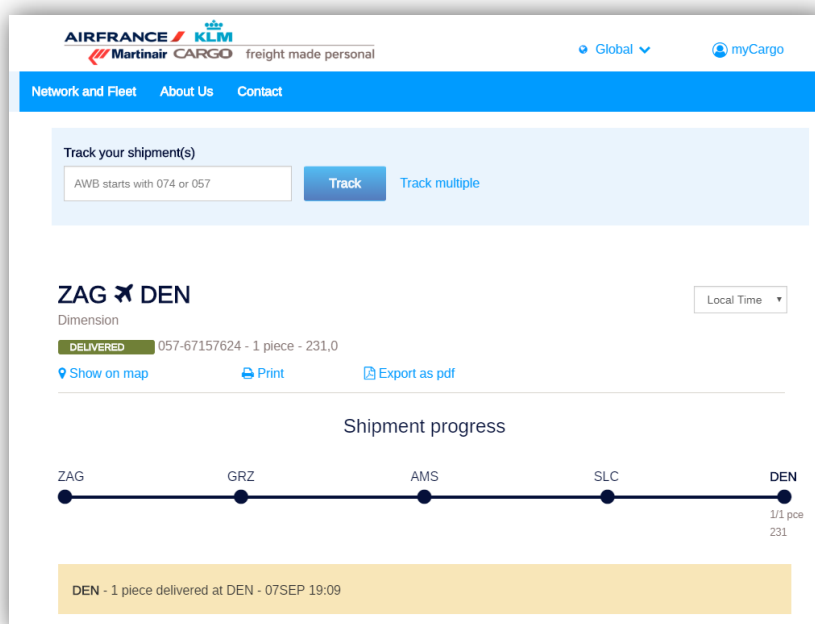 AIRFRANCE KLM
Martinair CARGO freight made personal
Global
myCargo
Network and Fleet About Us Contact
Track your shipment(s)
AWB starts with 074 or 057
Track
Track multiple
ZAG DEN
Local Time
Dimension
DELIVERED 057-67157624 - 1 piece - 231,0
Show on map Print Export as pdf
Shipment progress
ZAG GRZ AMS SLC DEN
1/1 pce
231
DEN - 1 piece delivered at DEN - 07SEP 19:09